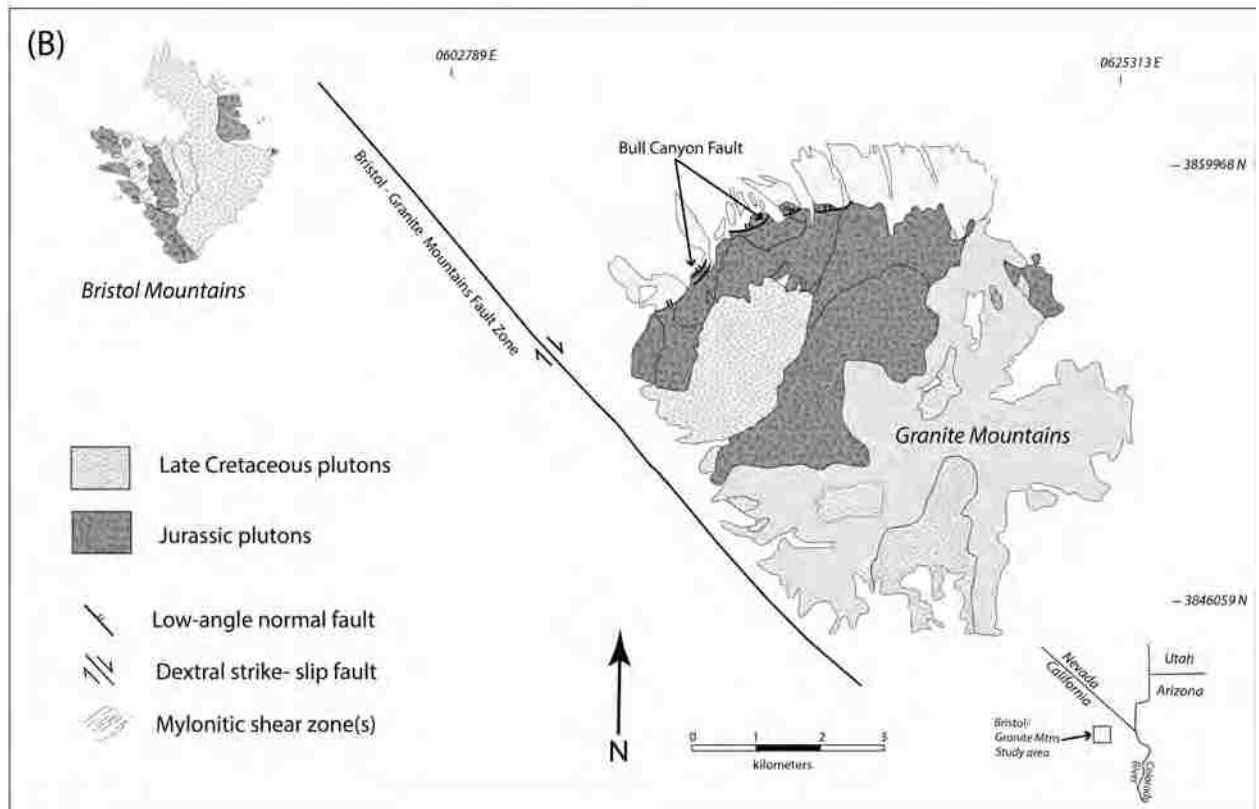 (B)
0602789 E
0625313 E
Bull Canyon Fault
– 3859968 N
Bristol - Granite Mountains Fault Zone
Bristol Mountains
Granite Mountains
Late Cretaceous plutons
Jurassic plutons
– 3846059 N
Low-angle normal fault
Dextral strike- slip fault
Mylonitic shear zone(s)
N
0 1 2 3
kilometers
Nevada
California
Utah
Arizona
Bristol/
Granite Mtns
Study area
Colorado
River